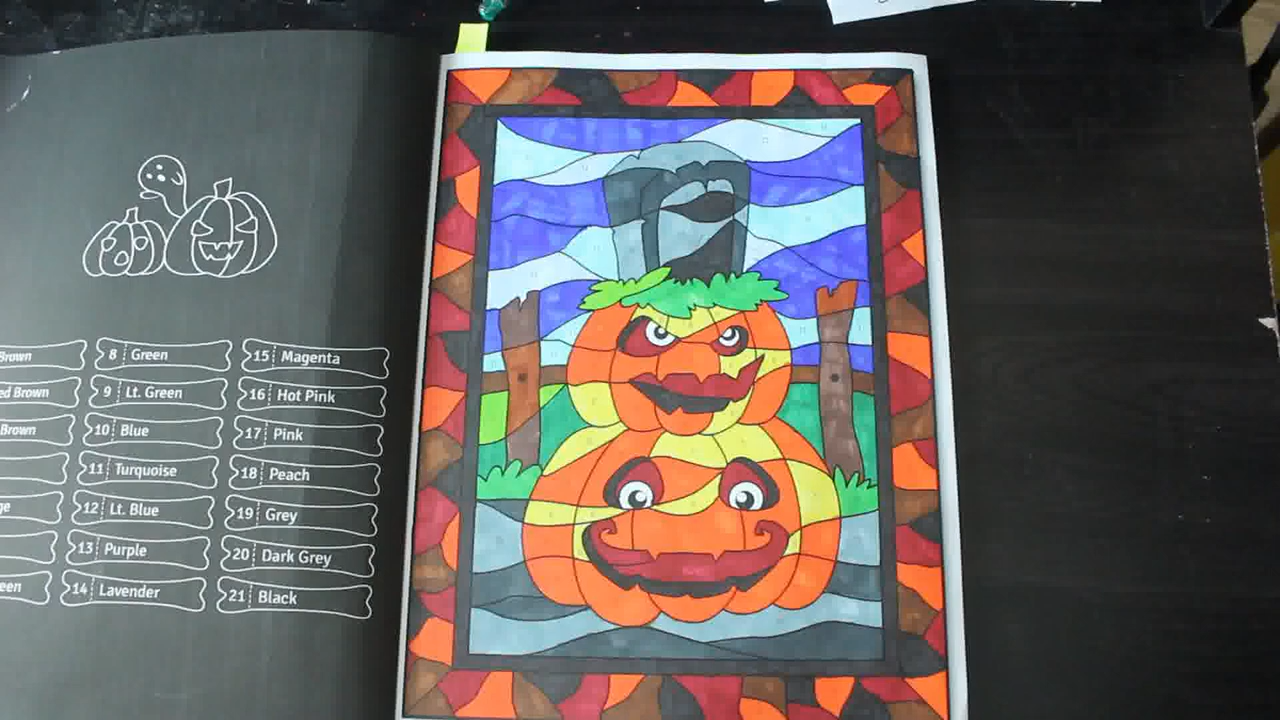 Brown
8 Green
15 Magenta
ed Brown
9 Lt. Green
16 Hot Pink
Brown
10 Blue
17 Pink
11 Turquoise
18 Peach
ge
12 Lt. Blue
19 Grey
13 Purple
20 Dark Grey
een
14 Lavender
21 Black